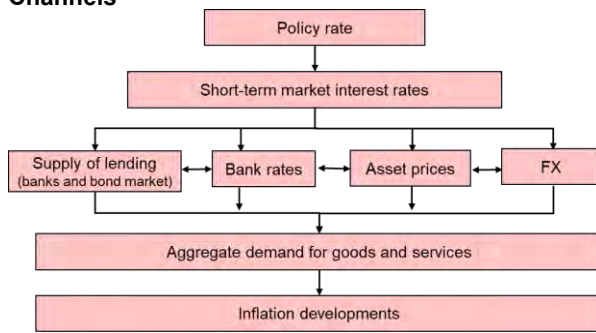 Channels
Policy rate
Short-term market interest rates
Supply of lending
(banks and bond market)
Bank rates
Asset prices
FX
Aggregate demand for goods and services
Inflation developments